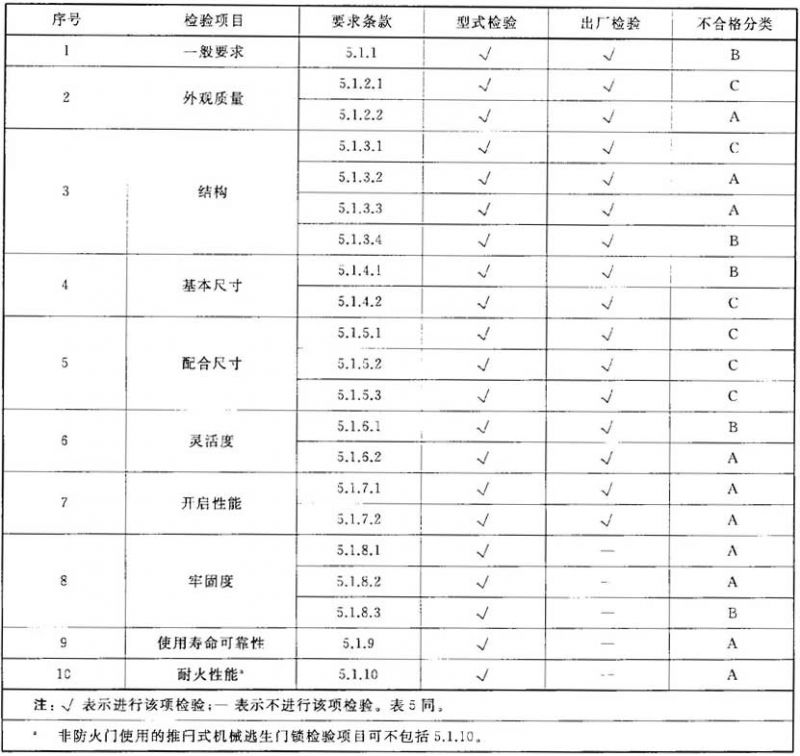 序号 检验项目 要求条款 型式检验 出厂检验 不合格分类
1 一般要求 5.1.1 √ √ B
2 外观质量 5.1.2.1 √ √ C
5.1.2.2 √ √ A
3 结构 5.1.3.1 √ √ C
5.1.3.2 √ √ A
5.1.3.3 √ √ A
5.1.3.4 √ √ B
4 基本尺寸 5.1.4.1 √ √ B
5.1.4.2 √ √ C
5 配合尺寸 5.1.5.1 √ √ C
5.1.5.2 √ √ C
5.1.5.3 √ √ C
6 灵活度 5.1.6.1 √ √ B
5.1.6.2 √ √ A
7 开启性能 5.1.7.1 √ √ A
5.1.7.2 √ √ A
8 牢固度 5.1.8.1 √ — A
5.1.8.2 √ — A
5.1.8.3 √ — B
9 使用寿命可靠性 5.1.9 √ — A
10 耐火性能ᵃ 5.1.10 √ — A
注：√ 表示进行该项检验；— 表示不进行该项检验。表5同。
ᵃ 非防火门使用的推闩式机械逃生门锁检验项目可不包括5.1.10。